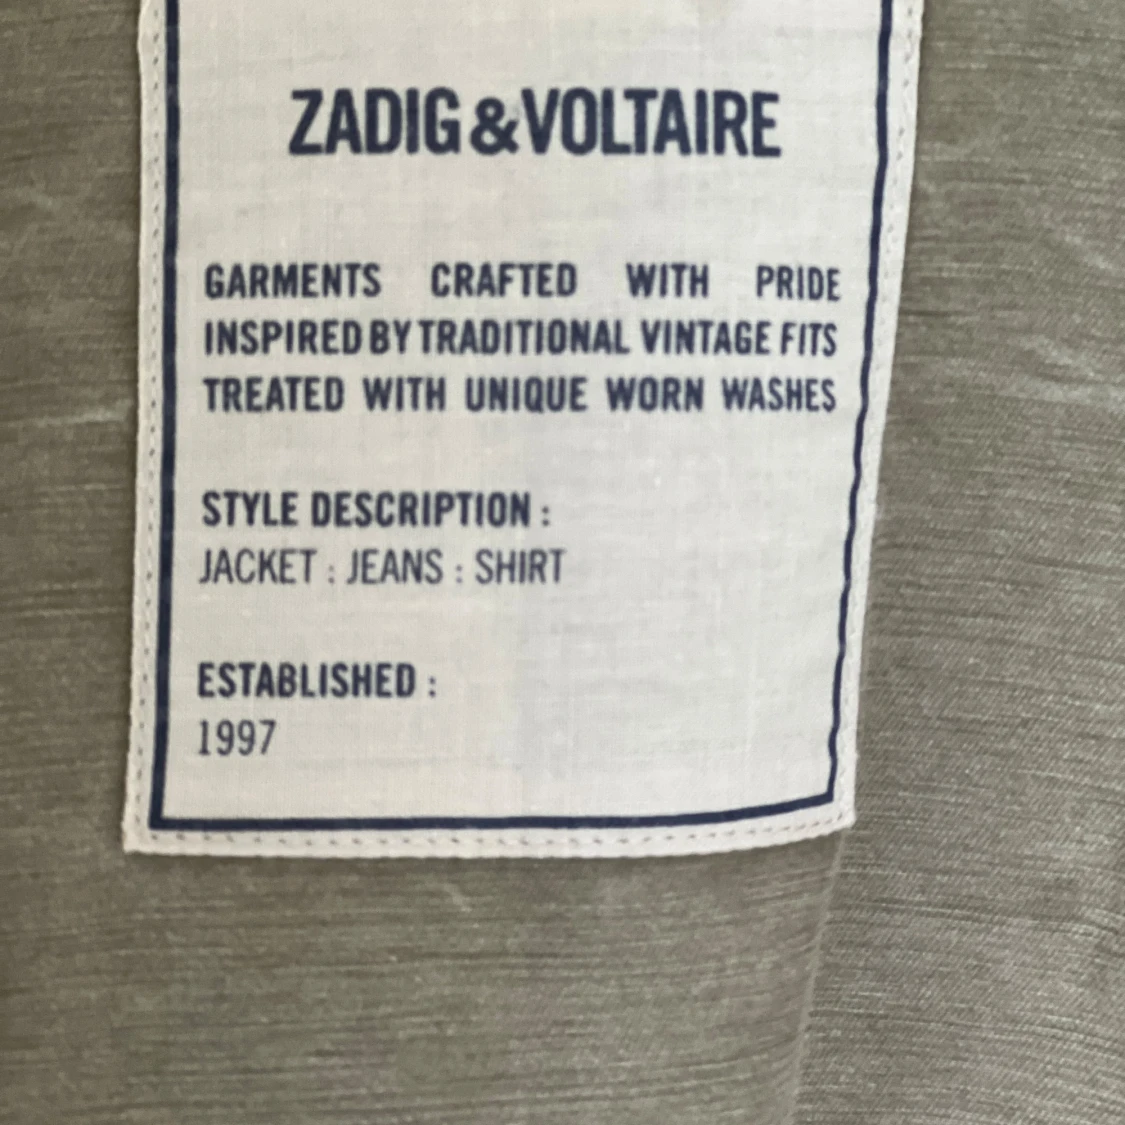 ZADIG&VOLTAIRE
GARMENTS CRAFTED WITH PRIDE
INSPIRED BY TRADITIONAL VINTAGE FITS
TREATED WITH UNIQUE WORN WASHES
STYLE DESCRIPTION :
JACKET : JEANS : SHIRT
ESTABLISHED :
1997